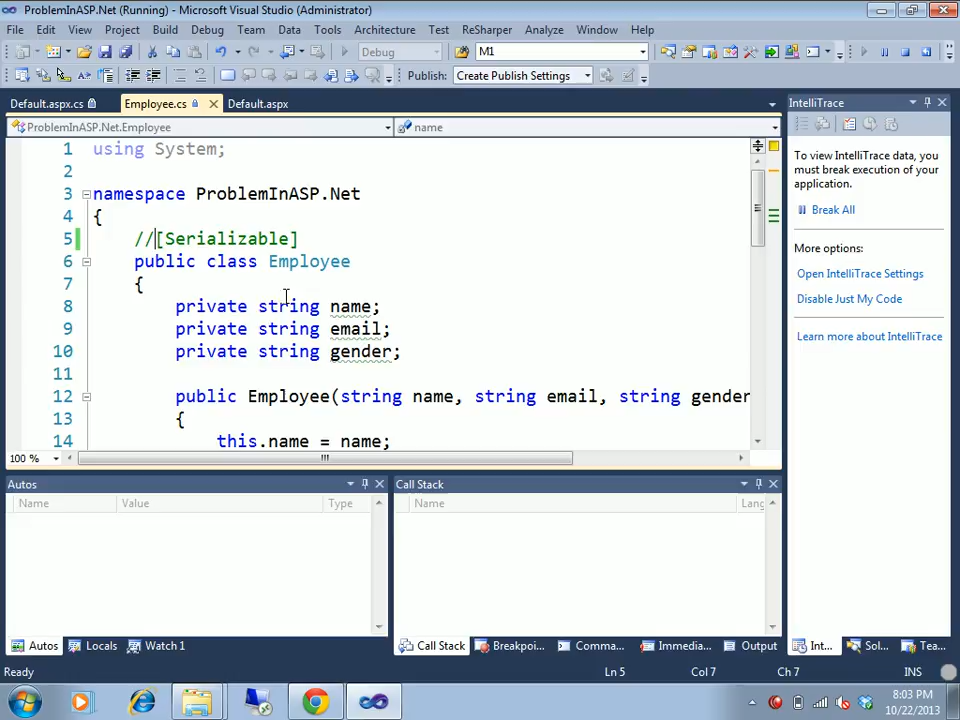 ProblemInASP.Net (Running) - Microsoft Visual Studio (Administrator)
File Edit View Project Build Debug Team Data Tools Architecture Test ReSharper Analyze Window Help
Debug M1
Publish: Create Publish Settings
Default.aspx.cs Employee.cs Default.aspx
ProblemInASP.Net.Employee name
1 using System;
2
3 namespace ProblemInASP.Net
4 {
5 //[Serializable]
6 public class Employee
7 {
8 private string name;
9 private string email;
10 private string gender;
11
12 public Employee(string name, string email, string gender
13 {
14 this.name = name;
100 %
IntelliTrace
To view IntelliTrace data, you
must break execution of your
application.
Break All
More options:
Open IntelliTrace Settings
Disable Just My Code
Learn more about IntelliTrace
Autos
Name Value Type
Call Stack
Name Lang
Autos Locals Watch 1
Call Stack Breakpoi... Comma... Immedia... Output
Int... Sol... Tea...
Ready Ln 5 Col 7 Ch 7 INS
8:03 PM
10/22/2013